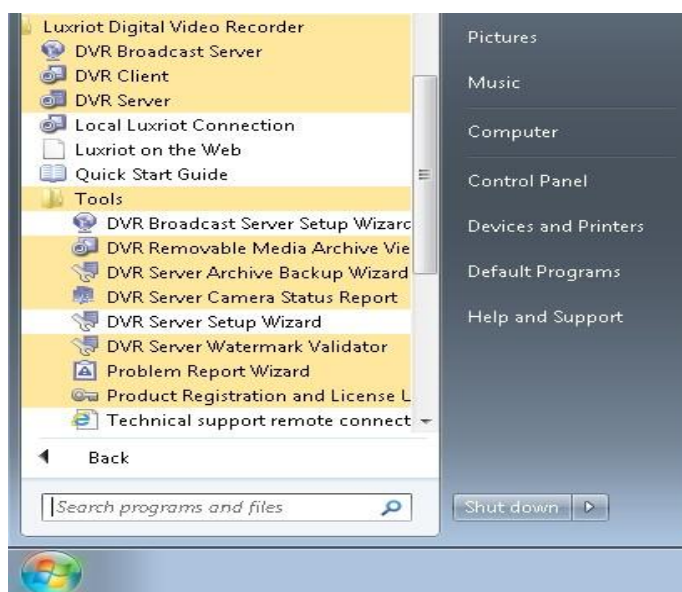 Luxriot Digital Video Recorder
DVR Broadcast Server
DVR Client
DVR Server
Local Luxriot Connection
Luxriot on the Web
Quick Start Guide
Tools
DVR Broadcast Server Setup Wizarc
DVR Removable Media Archive Vie
DVR Server Archive Backup Wizard
DVR Server Camera Status Report
DVR Server Setup Wizard
DVR Server Watermark Validator
Problem Report Wizard
Product Registration and License L
Technical support remote connect
Back
Search programs and files
Pictures
Music
Computer
Control Panel
Devices and Printers
Default Programs
Help and Support
Shut down